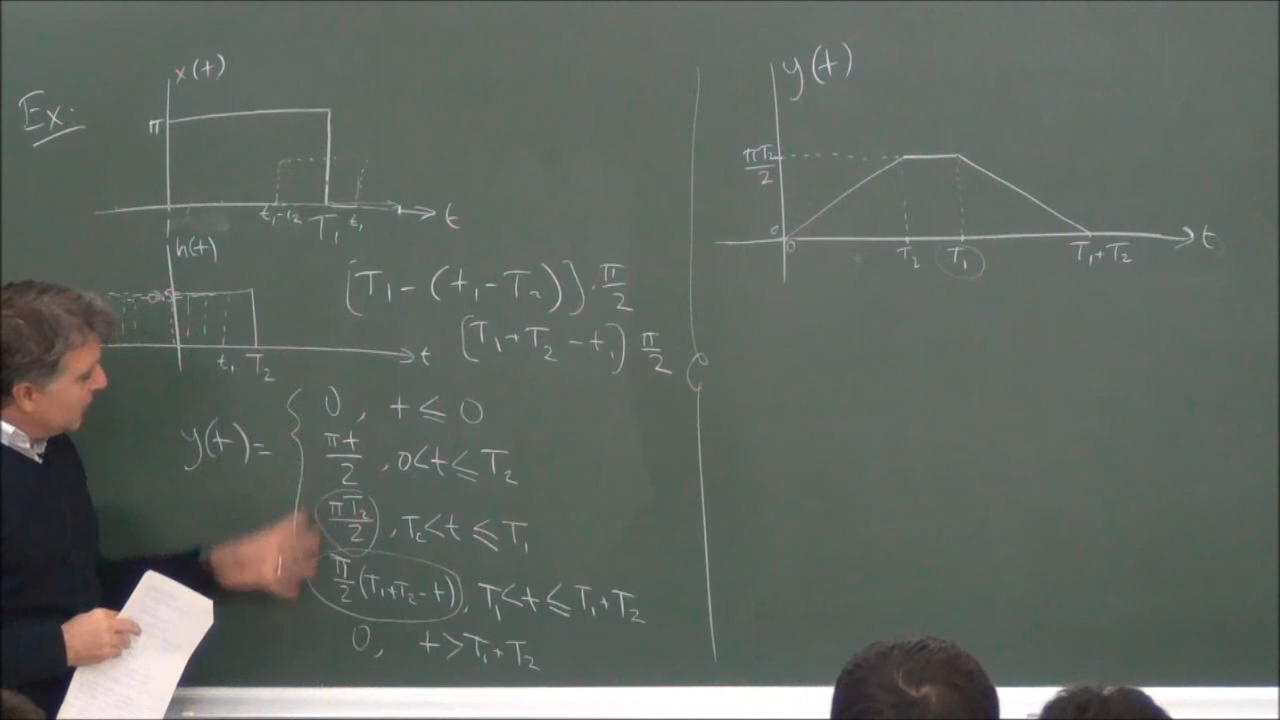 Ex:
x(t)
π
t₁-T₂ T₁ t₁ t
h(t)
t₁ T₂ t
[T₁ - (t₁ - T₂)] · π/2
[T₁ + T₂ - t₁) π/2
y(t) =
0, t ≤ 0
πt/2, 0 < t ≤ T₂
πT₂/2, T₂ < t ≤ T₁
π/2 (T₁+T₂-t), T₁ < t ≤ T₁+T₂
0, t > T₁+T₂
y(t)
πT₂/2
0 T₂ T₁ T₁+T₂ t